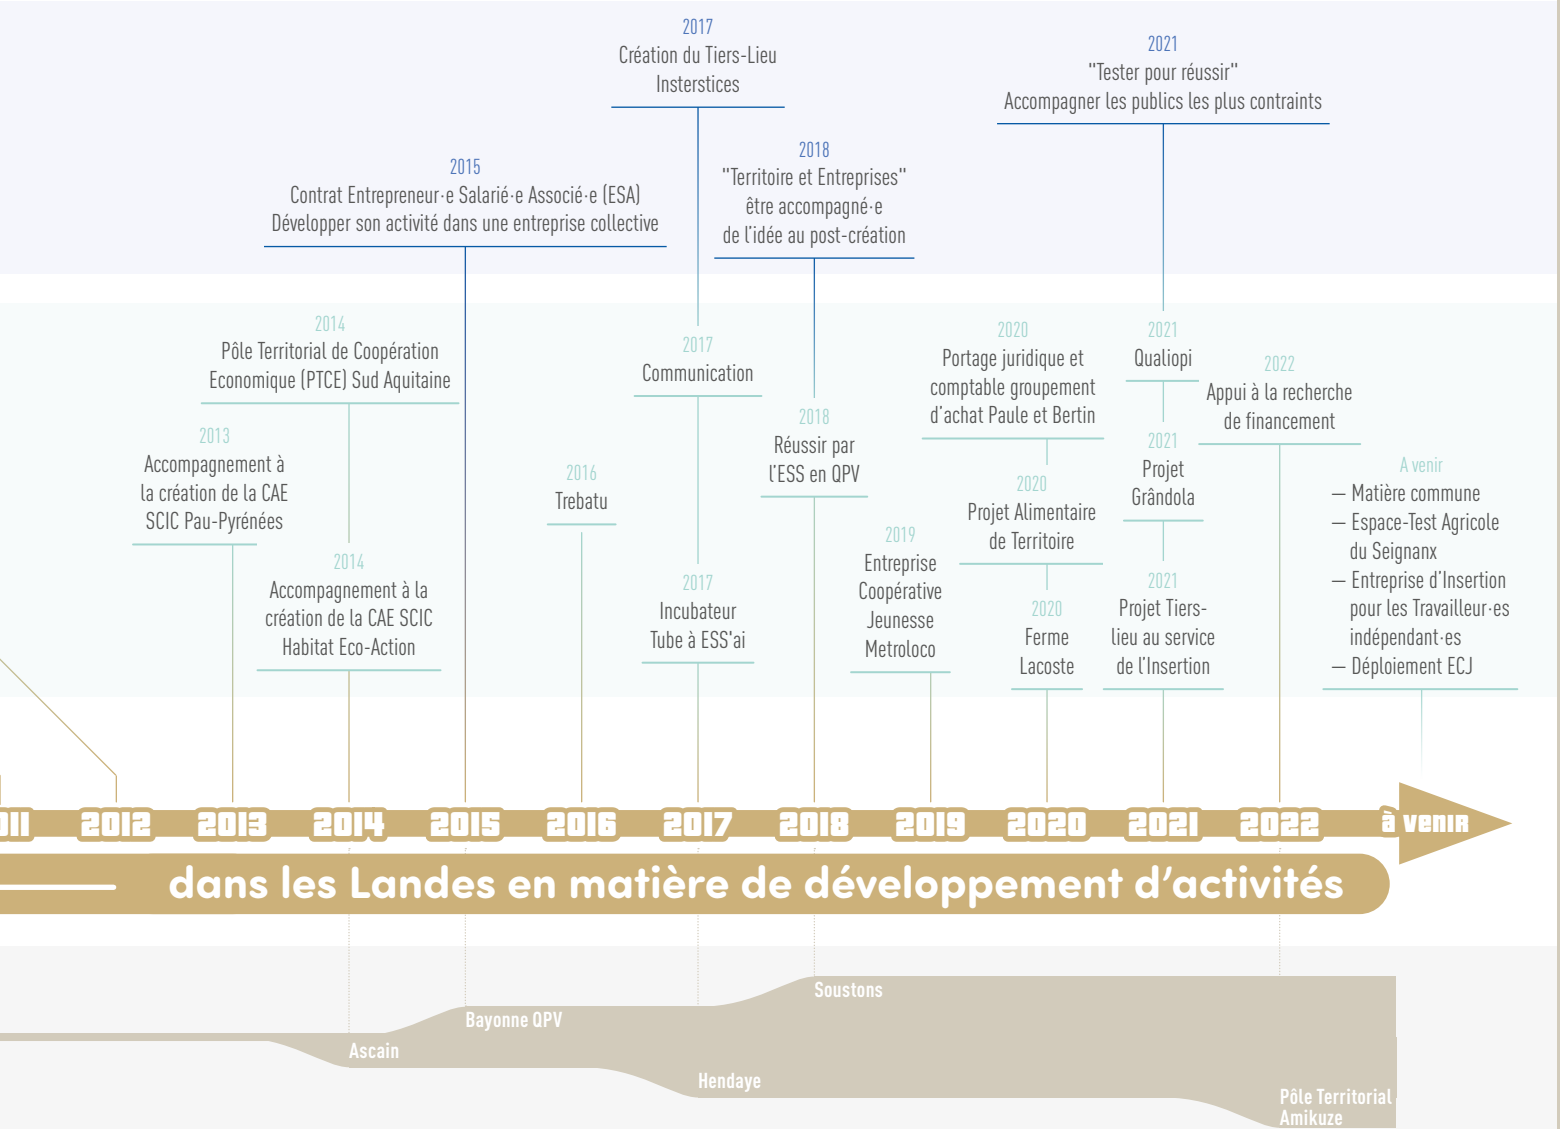 2017
Création du Tiers-Lieu
Insterstices
2021
"Tester pour réussir"
Accompagner les publics les plus contraints
2015
Contrat Entrepreneur·e Salarié·e Associé·e (ESA)
Développer son activité dans une entreprise collective
2018
"Territoire et Entreprises"
être accompagné·e
de l'idée au post-création
2014
Pôle Territorial de Coopération
Economique (PTCE) Sud Aquitaine
2013
Accompagnement à
la création de la CAE
SCIC Pau-Pyrénées
2014
Accompagnement à la
création de la CAE SCIC
Habitat Eco-Action
2016
Trebatu
2017
Communication
2017
Incubateur
Tube à ESS'ai
2018
Réussir par
l'ESS en QPV
2019
Entreprise
Coopérative
Jeunesse
Metroloco
2020
Portage juridique et
comptable groupement
d'achat Paule et Bertin
2020
Projet Alimentaire
de Territoire
2020
Ferme
Lacoste
2021
Qualiopi
2021
Projet
Grândola
2021
Projet Tiers-
lieu au service
de l'Insertion
2022
Appui à la recherche
de financement
A venir
— Matière commune
— Espace-Test Agricole
du Seignanx
— Entreprise d'Insertion
pour les Travailleur·es
indépendant·es
— Déploiement ECJ
2012 2013 2014 2015 2016 2017 2018 2019 2020 2021 2022 à venir
dans les Landes en matière de développement d'activités
Soustons
Bayonne QPV
Ascain
Hendaye
Pôle Territorial
Amikuze